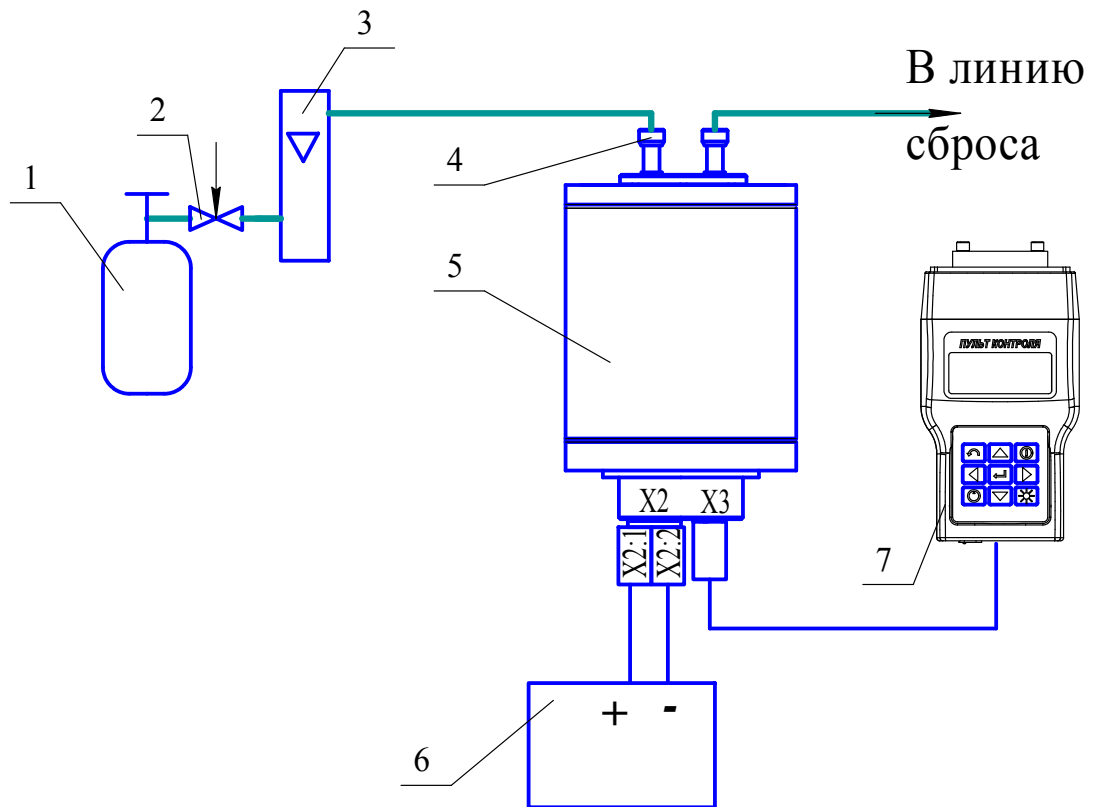 3
В линию
2
сброса
4
1
5
ПУЛЬТ КОНТРОЛЯ
X2 X3
X2:1
X2:2
7
+ -
6